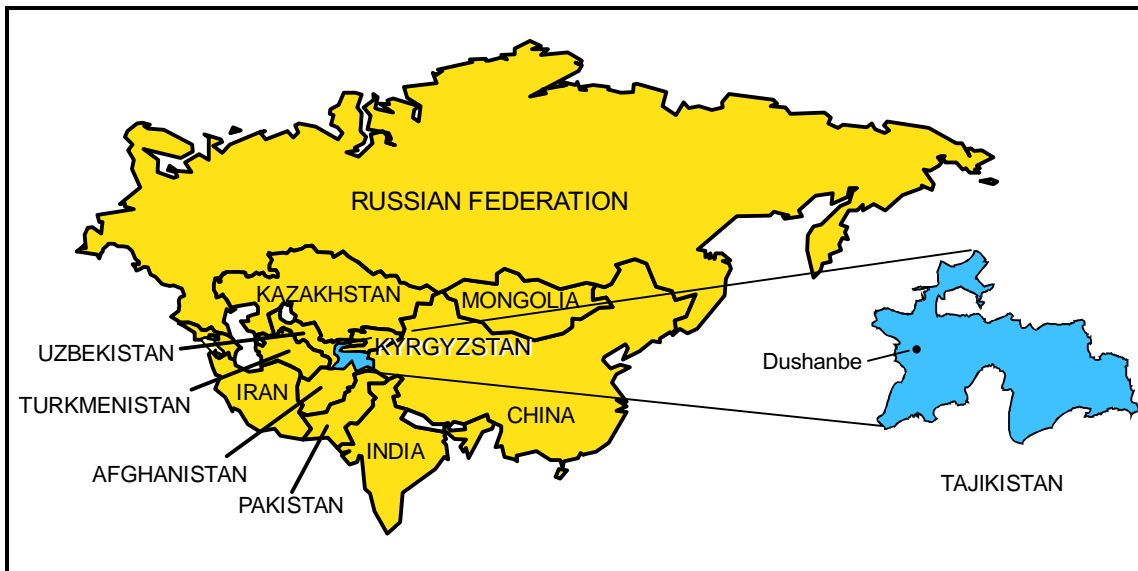 RUSSIAN FEDERATION
KAZAKHSTAN
MONGOLIA
UZBEKISTAN
KYRGYZSTAN
Dushanbe
TURKMENISTAN
IRAN
CHINA
AFGHANISTAN
INDIA
PAKISTAN
TAJIKISTAN